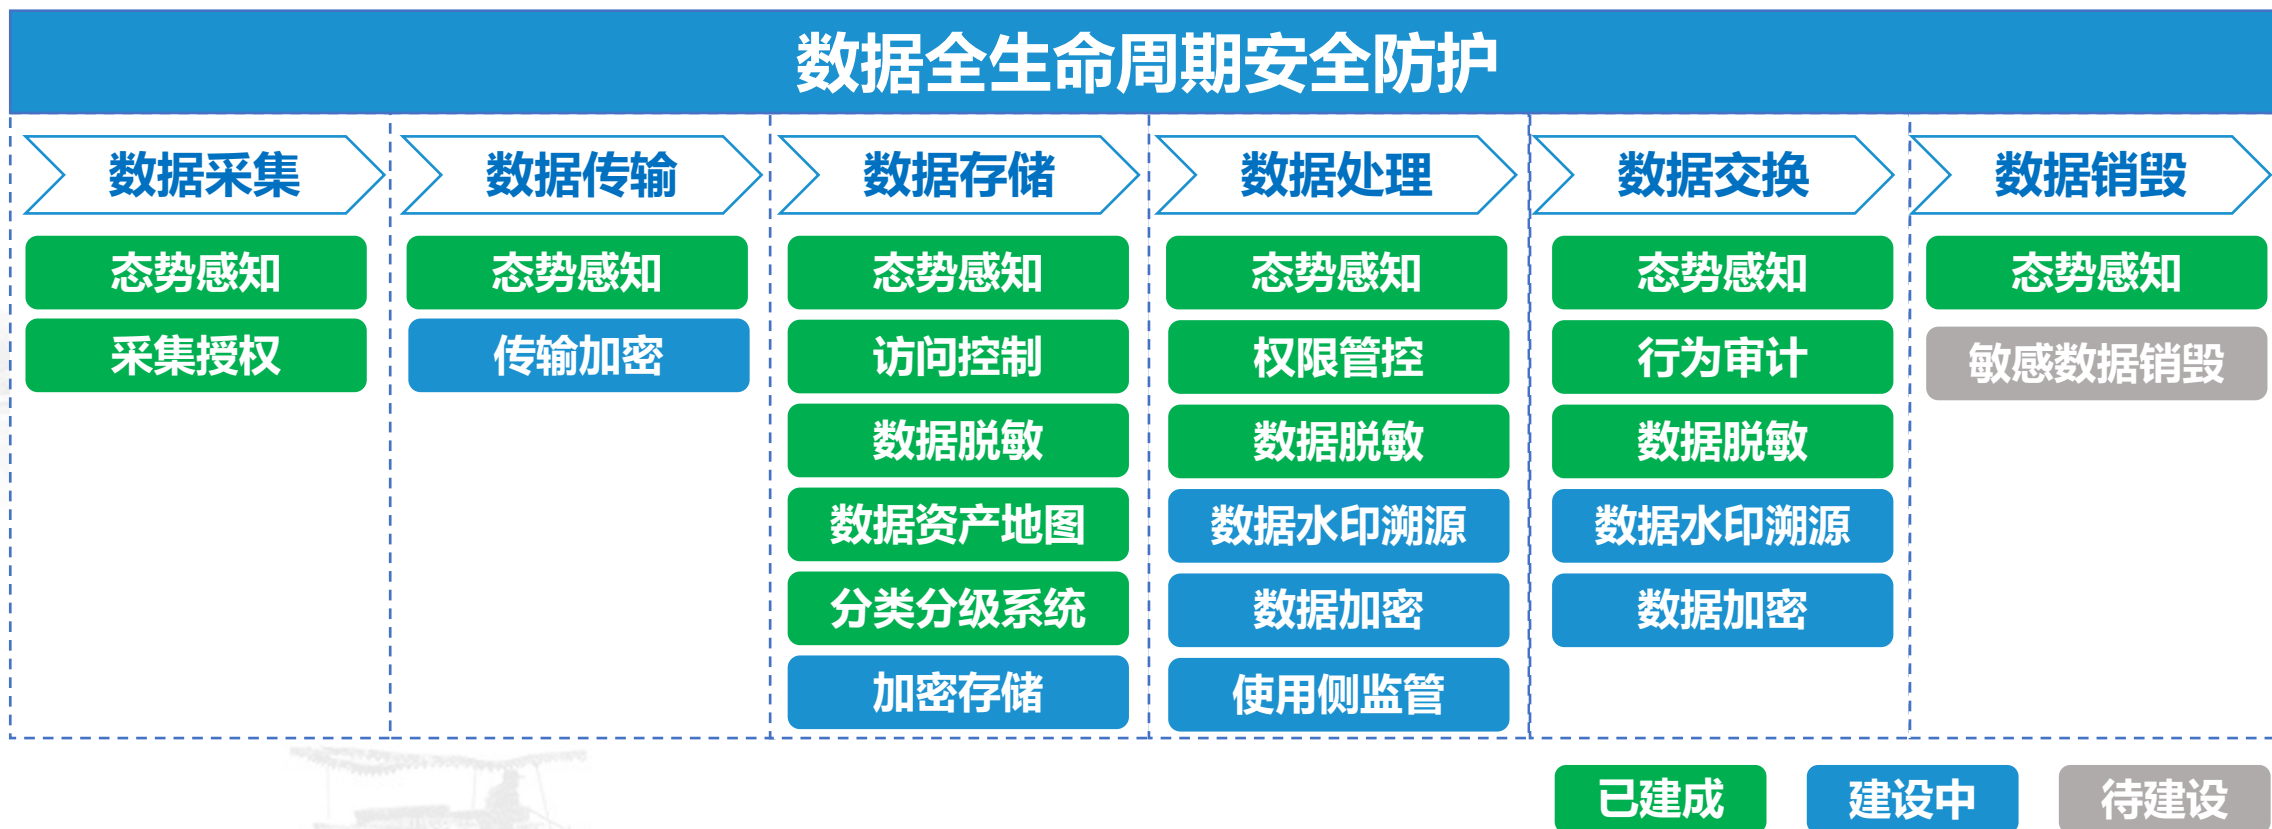 数据全生命周期安全防护
数据采集
态势感知
采集授权
数据传输
态势感知
传输加密
数据存储
态势感知
访问控制
数据脱敏
数据资产地图
分类分级系统
加密存储
数据处理
态势感知
权限管控
数据脱敏
数据水印溯源
数据加密
使用侧监管
数据交换
态势感知
行为审计
数据脱敏
数据水印溯源
数据加密
数据销毁
态势感知
敏感数据销毁
已建成
建设中
待建设